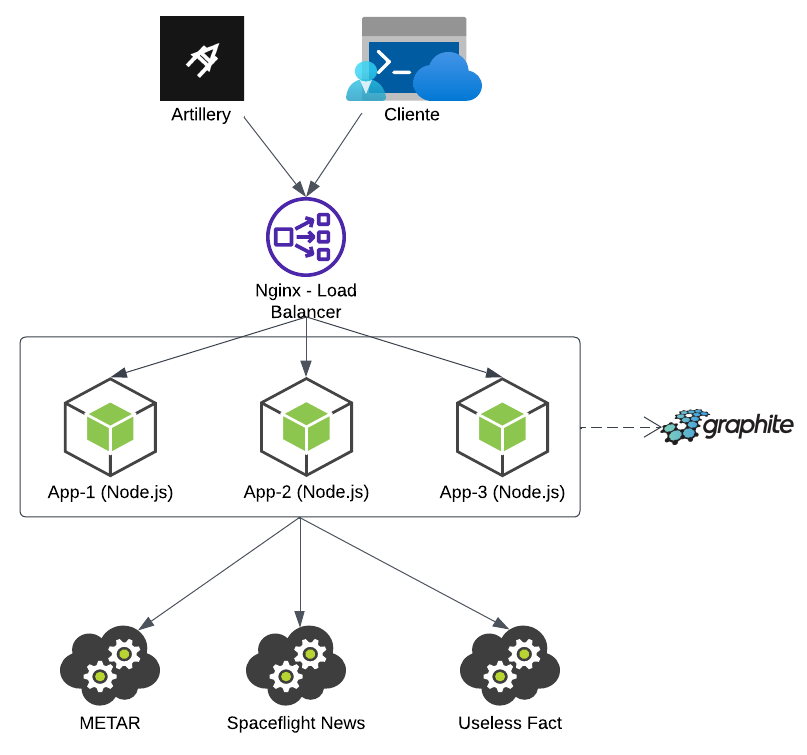 Artillery
Cliente
Nginx - Load
Balancer
App-1 (Node.js)
App-2 (Node.js)
App-3 (Node.js)
graphite
METAR
Spaceflight News
Useless Fact